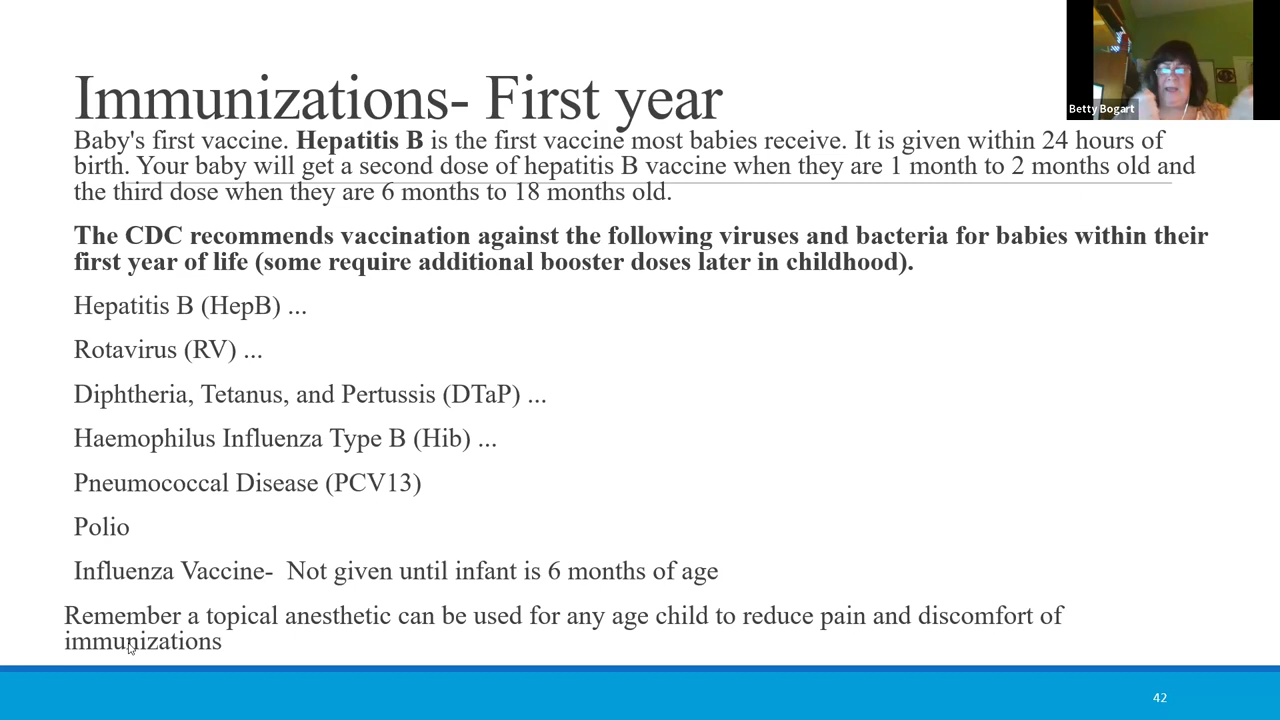 Immunizations- First year
Betty Bogart
Baby's first vaccine. Hepatitis B is the first vaccine most babies receive. It is given within 24 hours of
birth. Your baby will get a second dose of hepatitis B vaccine when they are 1 month to 2 months old and
the third dose when they are 6 months to 18 months old.
The CDC recommends vaccination against the following viruses and bacteria for babies within their
first year of life (some require additional booster doses later in childhood).
Hepatitis B (HepB) ...
Rotavirus (RV) ...
Diphtheria, Tetanus, and Pertussis (DTaP) ...
Haemophilus Influenza Type B (Hib) ...
Pneumococcal Disease (PCV13)
Polio
Influenza Vaccine-  Not given until infant is 6 months of age
Remember a topical anesthetic can be used for any age child to reduce pain and discomfort of
immunizations
42